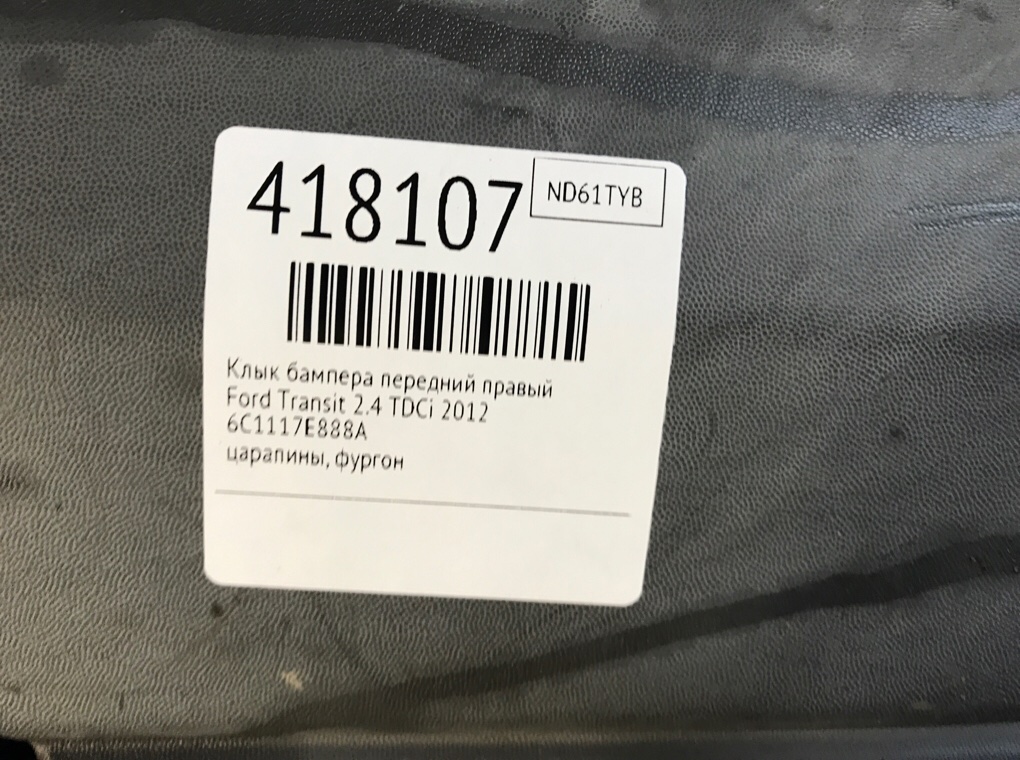 418107
ND61TYB
Клык бампера передний правый
Ford Transit 2.4 TDCi 2012
6C1117E888A
царапины, фургон